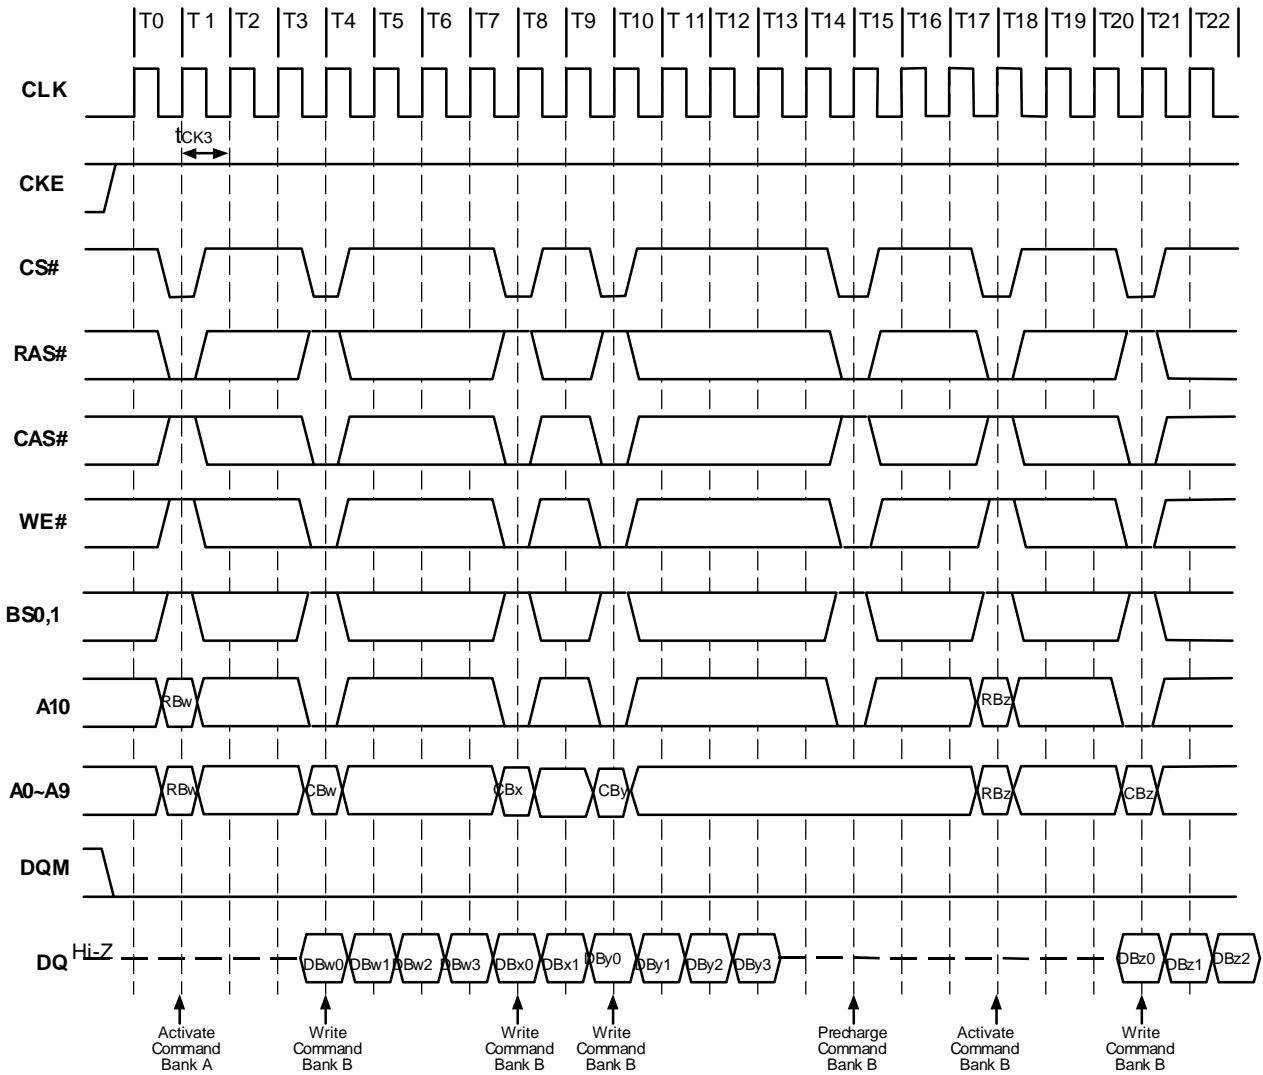 T0 T 1 T2 T3 T4 T5 T6 T7 T8 T9 T10 T 11 T12 T13 T14 T15 T16 T17 T18 T19 T20 T21 T22
CLK
tCK3
CKE
CS#
RAS#
CAS#
WE#
BS0,1
A10 RBw RBz
A0~A9 RBw CBw CBx CBy RBz CBz
DQM
DQ Hi-Z DBw0 DBw1 DBw2 DBw3 DBx0 DBx1 DBy0 DBy1 DBy2 DBy3 DBz0 DBz1 DBz2
Activate
Command
Bank A
Write
Command
Bank B
Write
Command
Bank B
Write
Command
Bank B
Precharge
Command
Bank B
Activate
Command
Bank B
Write
Command
Bank B